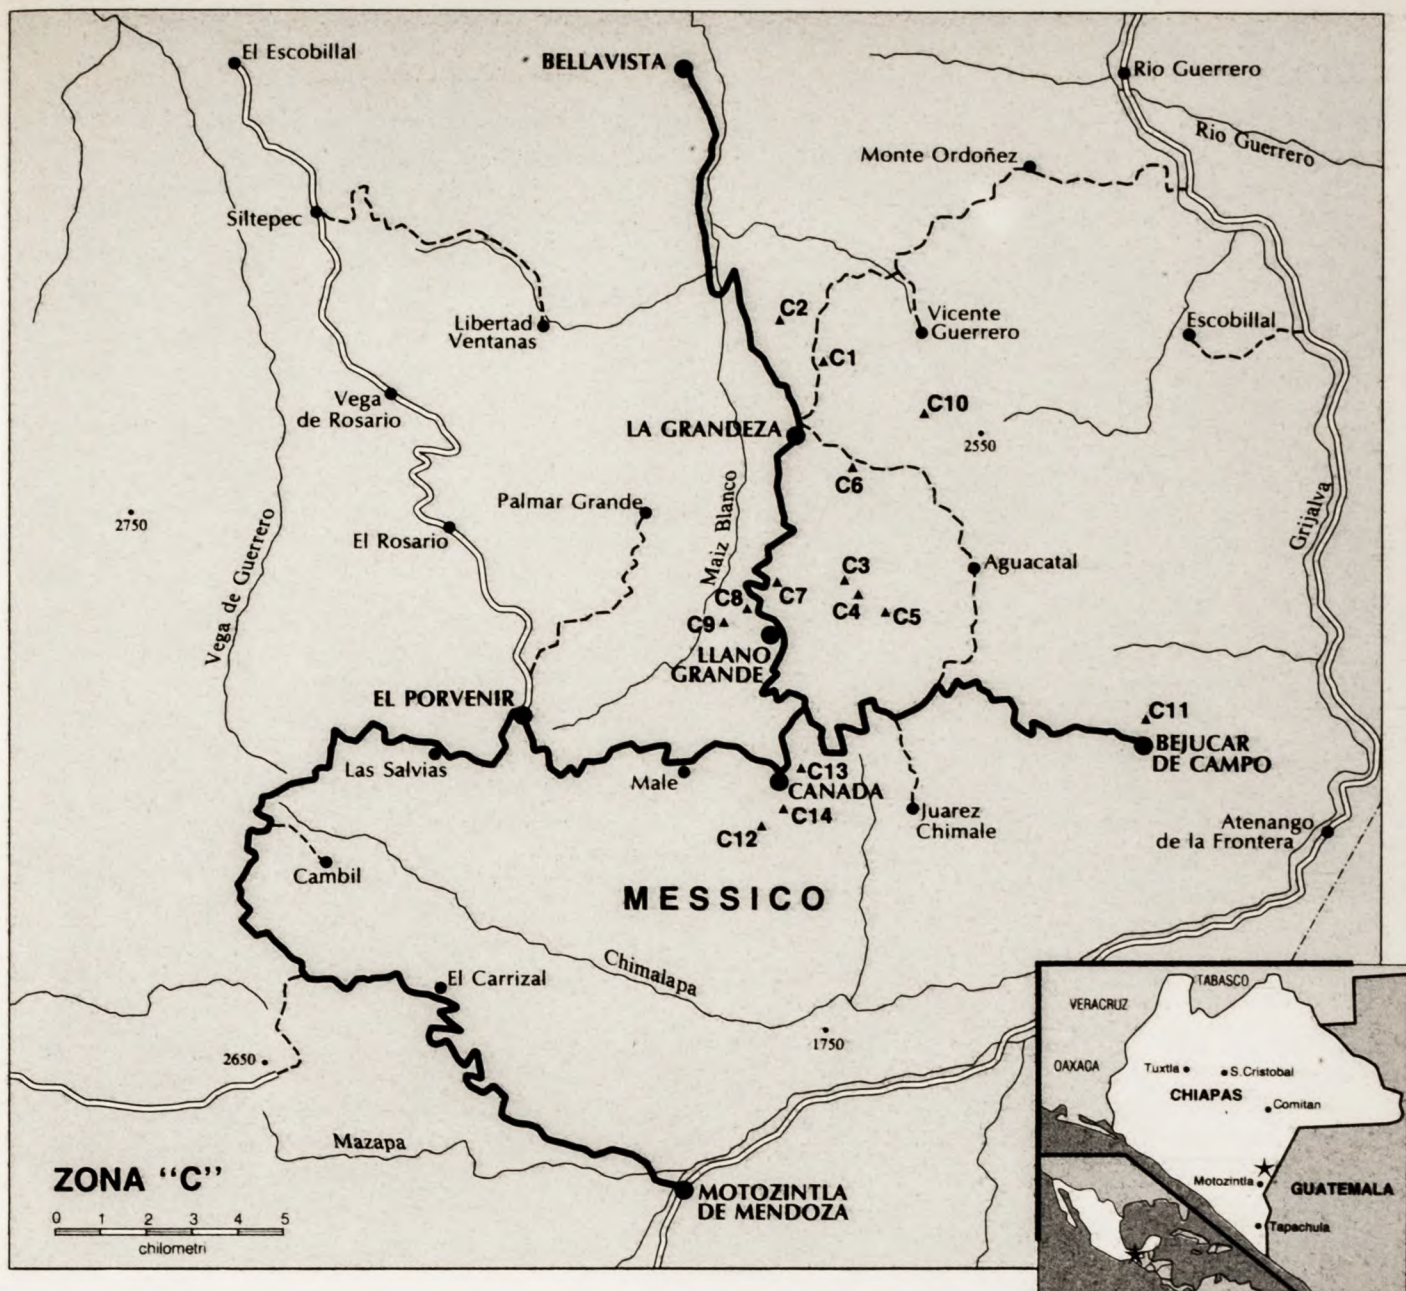 El Escobillal
BELLAVISTA
Rio Guerrero
Rio Guerrero
Monte Ordoñez
Siltepec
C2
Vicente
Guerrero
Libertad
Ventanas
Escobillal
C1
Vega
de Rosario
C10
LA GRANDEZA
2550
C6
Palmar Grande
Maiz Blanco
2750
El Rosario
Grijalva
Vega de Guerrero
Aguacatal
C3
C7
C8
C4
C5
C9
LLANO
GRANDE
EL PORVENIR
C11
BEJUCAR
DE CAMPO
Las Salvias
Male
C13
CANADA
C14
C12
Juarez
Chimale
Atenango
de la Frontera
Cambil
MESSICO
Chimalapa
El Carrizal
1750
2650
Mazapa
MOTOZINTLA
DE MENDOZA
ZONA "C"
0 1 2 3 4 5
chilometri
TABASCO
VERACRUZ
OAXACA
Tuxtla
S.Cristobal
CHIAPAS
Comitan
Motozintla
GUATEMALA
Tapachula